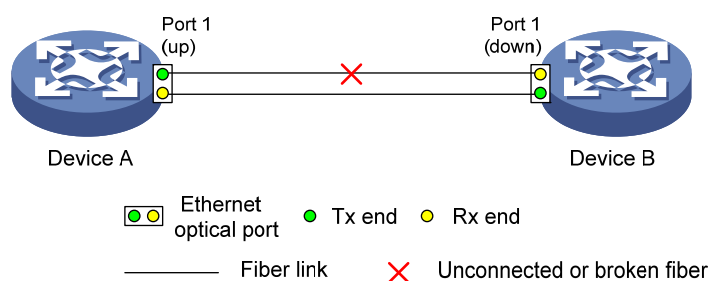 Port 1
(up)
Port 1
(down)
Device A
Device B
Ethernet
optical port
Tx end
Rx end
Fiber link
Unconnected or broken fiber